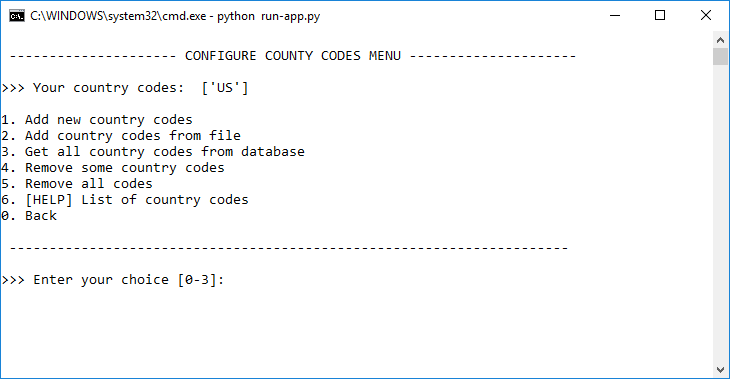 C:\WINDOWS\system32\cmd.exe - python  run-app.py
--------------------- CONFIGURE COUNTY CODES MENU ---------------------
>>> Your country codes:  ['US']
1. Add new country codes
2. Add country codes from file
3. Get all country codes from database
4. Remove some country codes
5. Remove all codes
6. [HELP] List of country codes
0. Back
----------------------------------------------------------------------
>>> Enter your choice [0-3]: